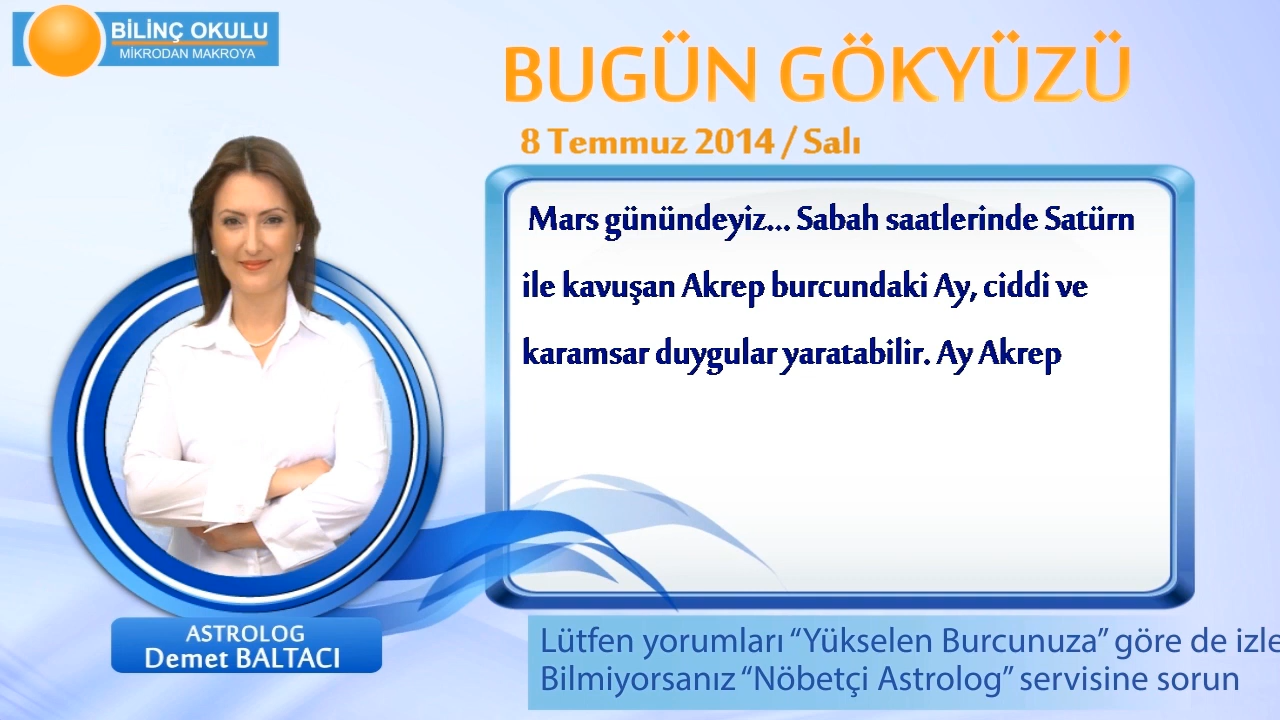 BİLİNÇ OKULU
MİKRODAN MAKROYA
BUGÜN GÖKYÜZÜ
8 Temmuz 2014 / Salı
Mars günündeyiz... Sabah saatlerinde Satürn
ile kavuşan Akrep burcundaki Ay, ciddi ve
karamsar duygular yaratabilir. Ay Akrep
ASTROLOG
Demet BALTACI
Lütfen yorumları “Yükselen Burcunuza” göre de izle
Bilmiyorsanız “Nöbetçi Astrolog” servisine sorun